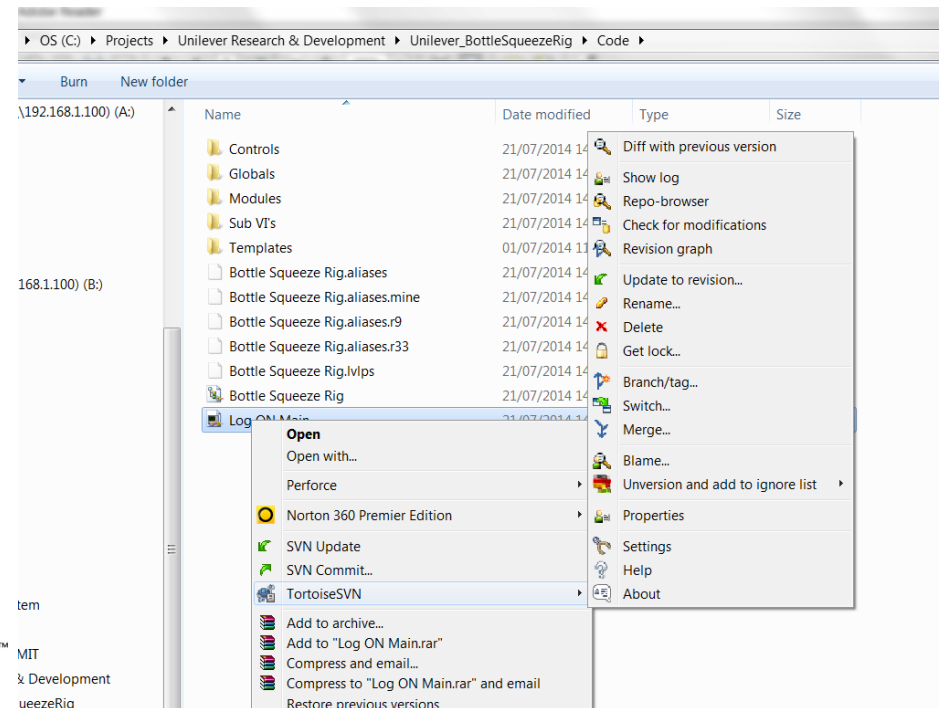 OS (C:) Projects Unilever Research & Development Unilever_BottleSqueezeRig Code
Burn New folder
\192.168.1.100) (A:)
168.1.100) (B:)
tem
™
MIT
& Development
ueezeRig
Name Date modified Type Size
Controls 21/07/2014 14
Globals 21/07/2014 14
Modules 21/07/2014 14
Sub VI's 21/07/2014 14
Templates 01/07/2014 11
Bottle Squeeze Rig.aliases 21/07/2014 14
Bottle Squeeze Rig.aliases.mine 21/07/2014 14
Bottle Squeeze Rig.aliases.r9 21/07/2014 14
Bottle Squeeze Rig.aliases.r33 21/07/2014 14
Bottle Squeeze Rig.lvlps 21/07/2014 14
Bottle Squeeze Rig 21/07/2014 14
Log ON Main 21/07/2014 14
Open
Open with...
Perforce
Norton 360 Premier Edition
SVN Update
SVN Commit...
TortoiseSVN
Add to archive...
Add to "Log ON Main.rar"
Compress and email...
Compress to "Log ON Main.rar" and email
Restore previous versions
Diff with previous version
Show log
Repo-browser
Check for modifications
Revision graph
Update to revision...
Rename...
Delete
Get lock...
Branch/tag...
Switch...
Merge...
Blame...
Unversion and add to ignore list
Properties
Settings
Help
About